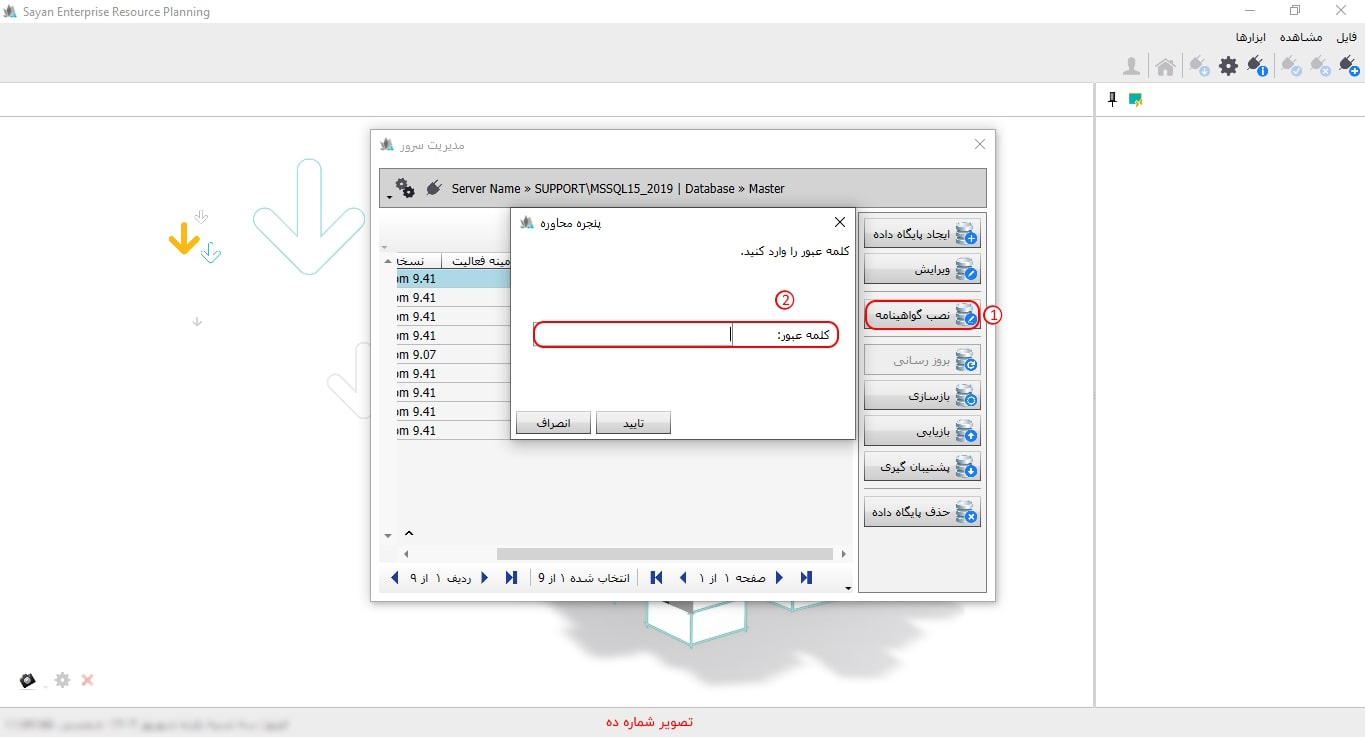 Sayan Enterprise Resource Planning
فایل مشاهده ابزارها
مدیریت سرور
Server Name » SUPPORT\MSSQL15_2019 | Database » Master
پنجره محاوره
کلمه عبور را وارد کنید.
2
کلمه عبور:
تایید انصراف
ایجاد پایگاه داده
ویرایش
نصب گواهینامه
1
بروز رسانی
بازسازی
بازیابی
پشتیبان گیری
حذف پایگاه داده
فعالیت
9.41
9.41
9.41
9.41
9.07
9.41
9.41
9.41
9.41
صفحه ۱ از ۱
انتخاب شده ۱ از 9
ردیف ۱ از ۹
تصویر شماره ده